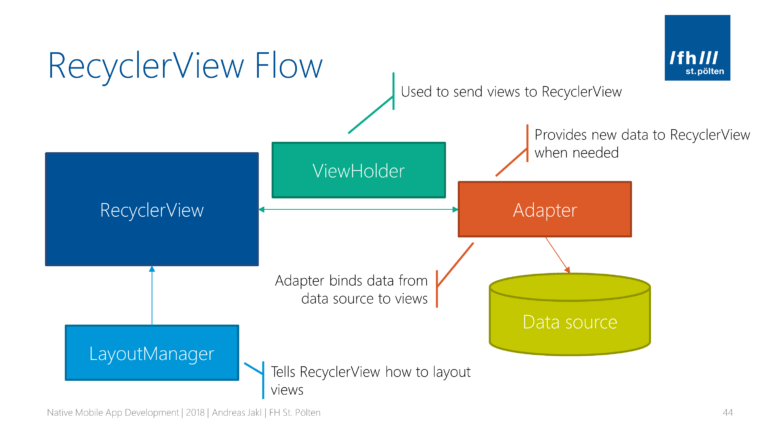 RecyclerView Flow
/fh///
st.pölten
Used to send views to RecyclerView
Provides new data to RecyclerView
when needed
ViewHolder
RecyclerView
Adapter
Adapter binds data from
data source to views
Data source
LayoutManager
Tells RecyclerView how to layout
views
Native Mobile App Development | 2018 | Andreas Jakl | FH St. Pölten
44